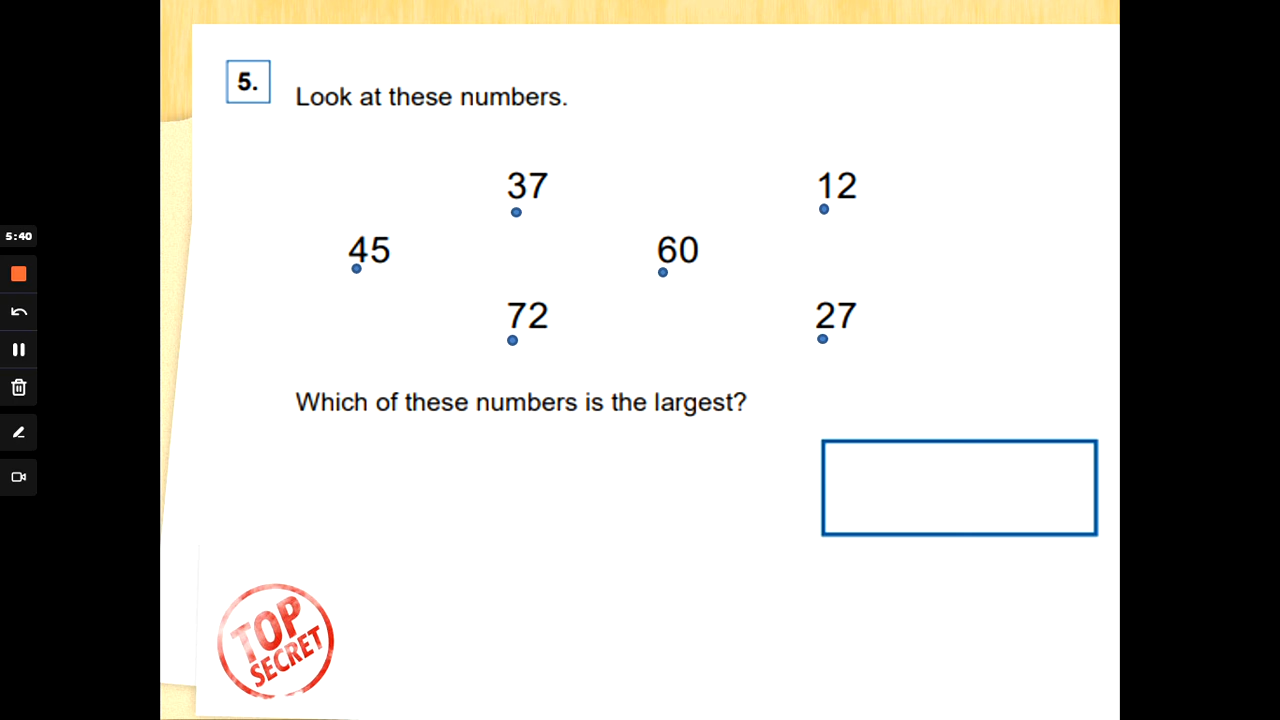 5.
Look at these numbers.
37 12
45 60
72 27
Which of these numbers is the largest?
5:40
TOP
SECRET